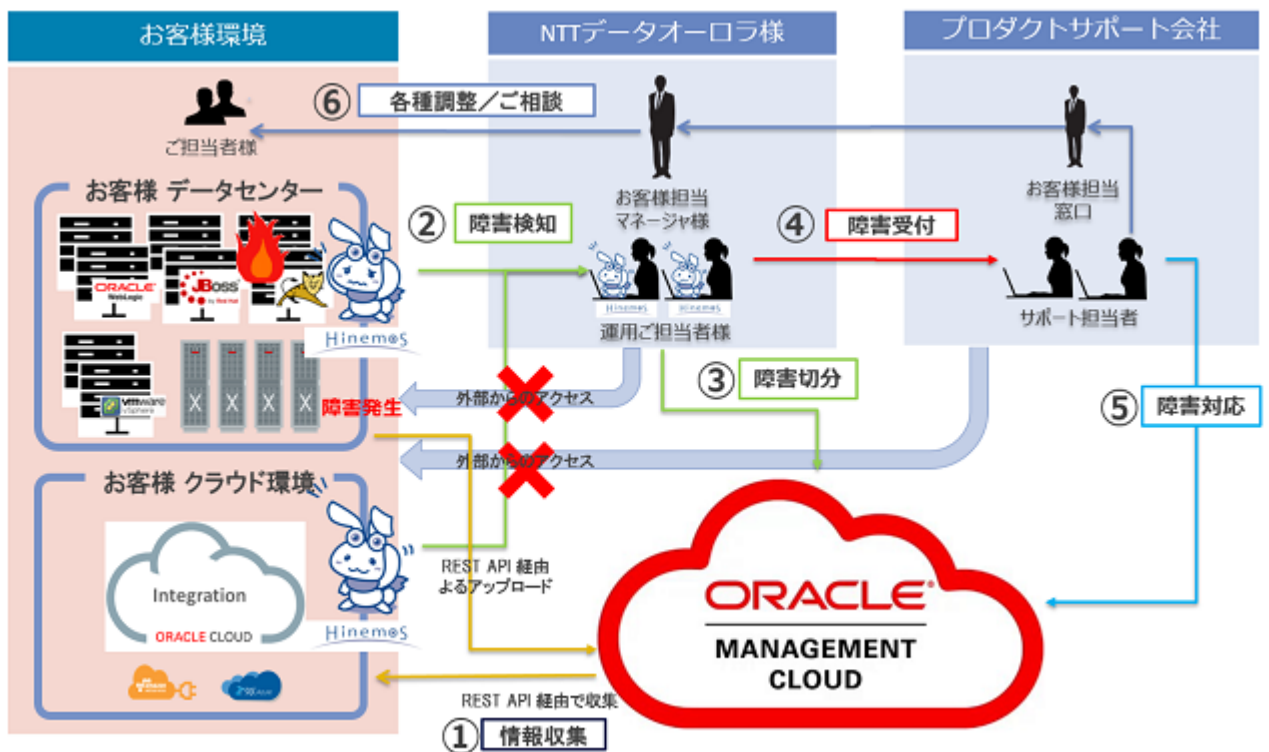 お客様環境
NTTデータオーロラ様
プロダクトサポート会社
⑥ 各種調整／ご相談
ご担当者様
お客様 データセンター
② 障害検知
お客様担当
マネージャ様
④ 障害受付
お客様担当
窓口
ORACLE
WebLogic
JBoss
by Red Hat
Hinemos
Hinemos
Hinemos
運用ご担当者様
サポート担当者
③ 障害切分
vmware
vSphere
障害発生
外部からのアクセス
⑤ 障害対応
外部からのアクセス
お客様 クラウド環境
REST API 経由
よるアップロード
Integration
ORACLE CLOUD
Hinemos
ORACLE
MANAGEMENT
CLOUD
REST API 経由で収集
① 情報収集